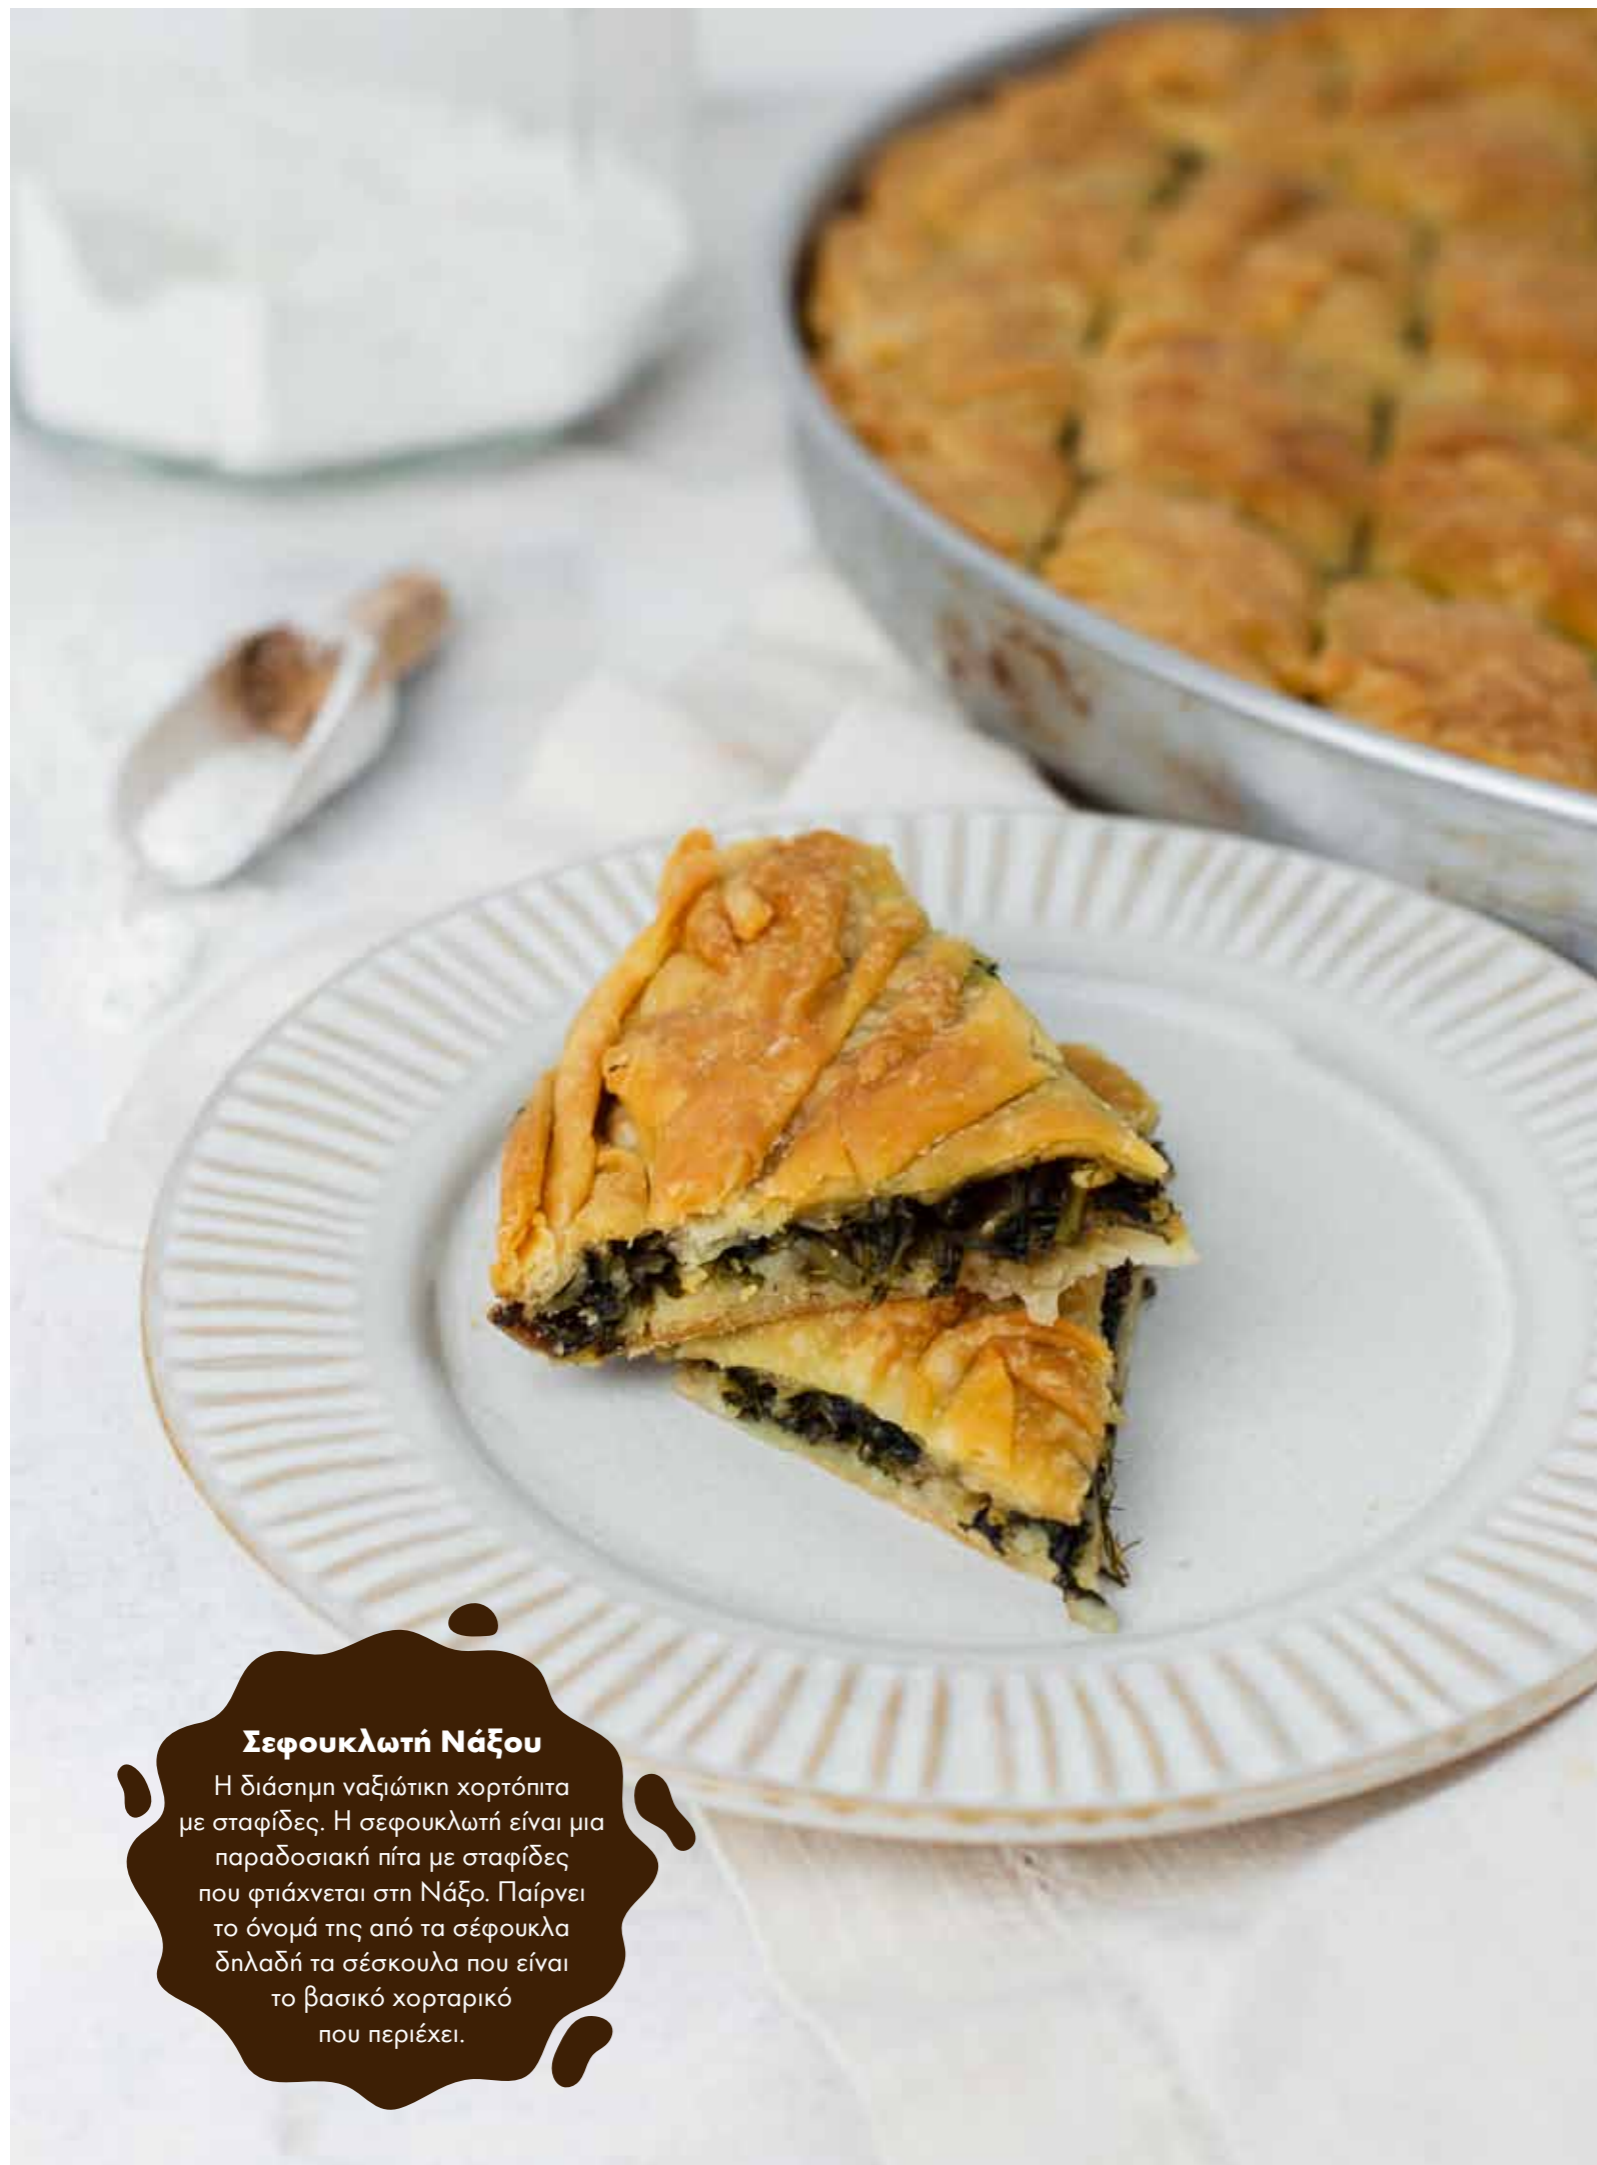 Σεφουκλωτή Νάξου
Η διάσημη ναξιώτικη χορτόπιτα
με σταφίδες. Η σεφουκλωτή είναι μια
παραδοσιακή πίτα με σταφίδες
που φτιάχνεται στη Νάξο. Παίρνει
το όνομά της από τα σέφουκλα
δηλαδή τα σέσκουλα που είναι
το βασικό χορταρικό
που περιέχει.